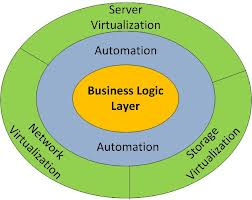 Server
Virtualization
Automation
Business Logic
Layer
Automation
Network
Virtualization
Storage
Virtualization